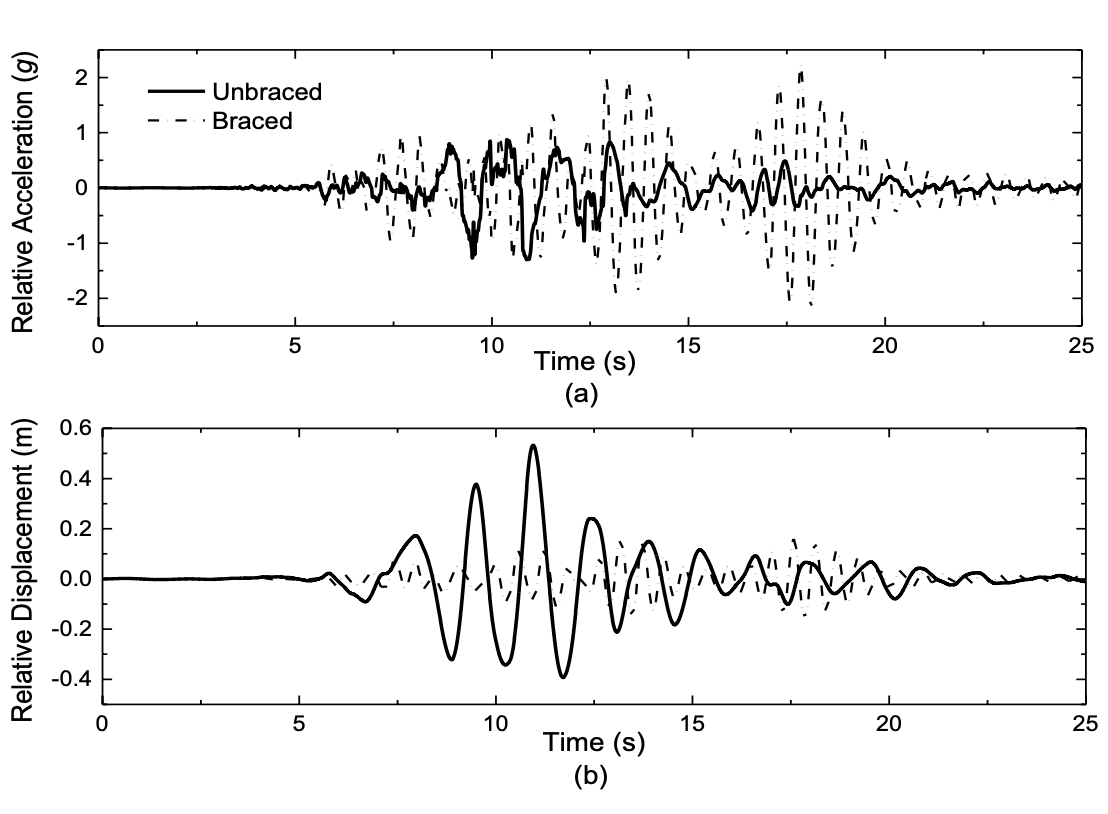 Relative Acceleration (g)
2
1
0
-1
-2
Unbraced
Braced
0 5 10 15 20 25
Time (s)
(a)
Relative Displacement (m)
0.6
0.4
0.2
0.0
-0.2
-0.4
0 5 10 15 20 25
Time (s)
(b)